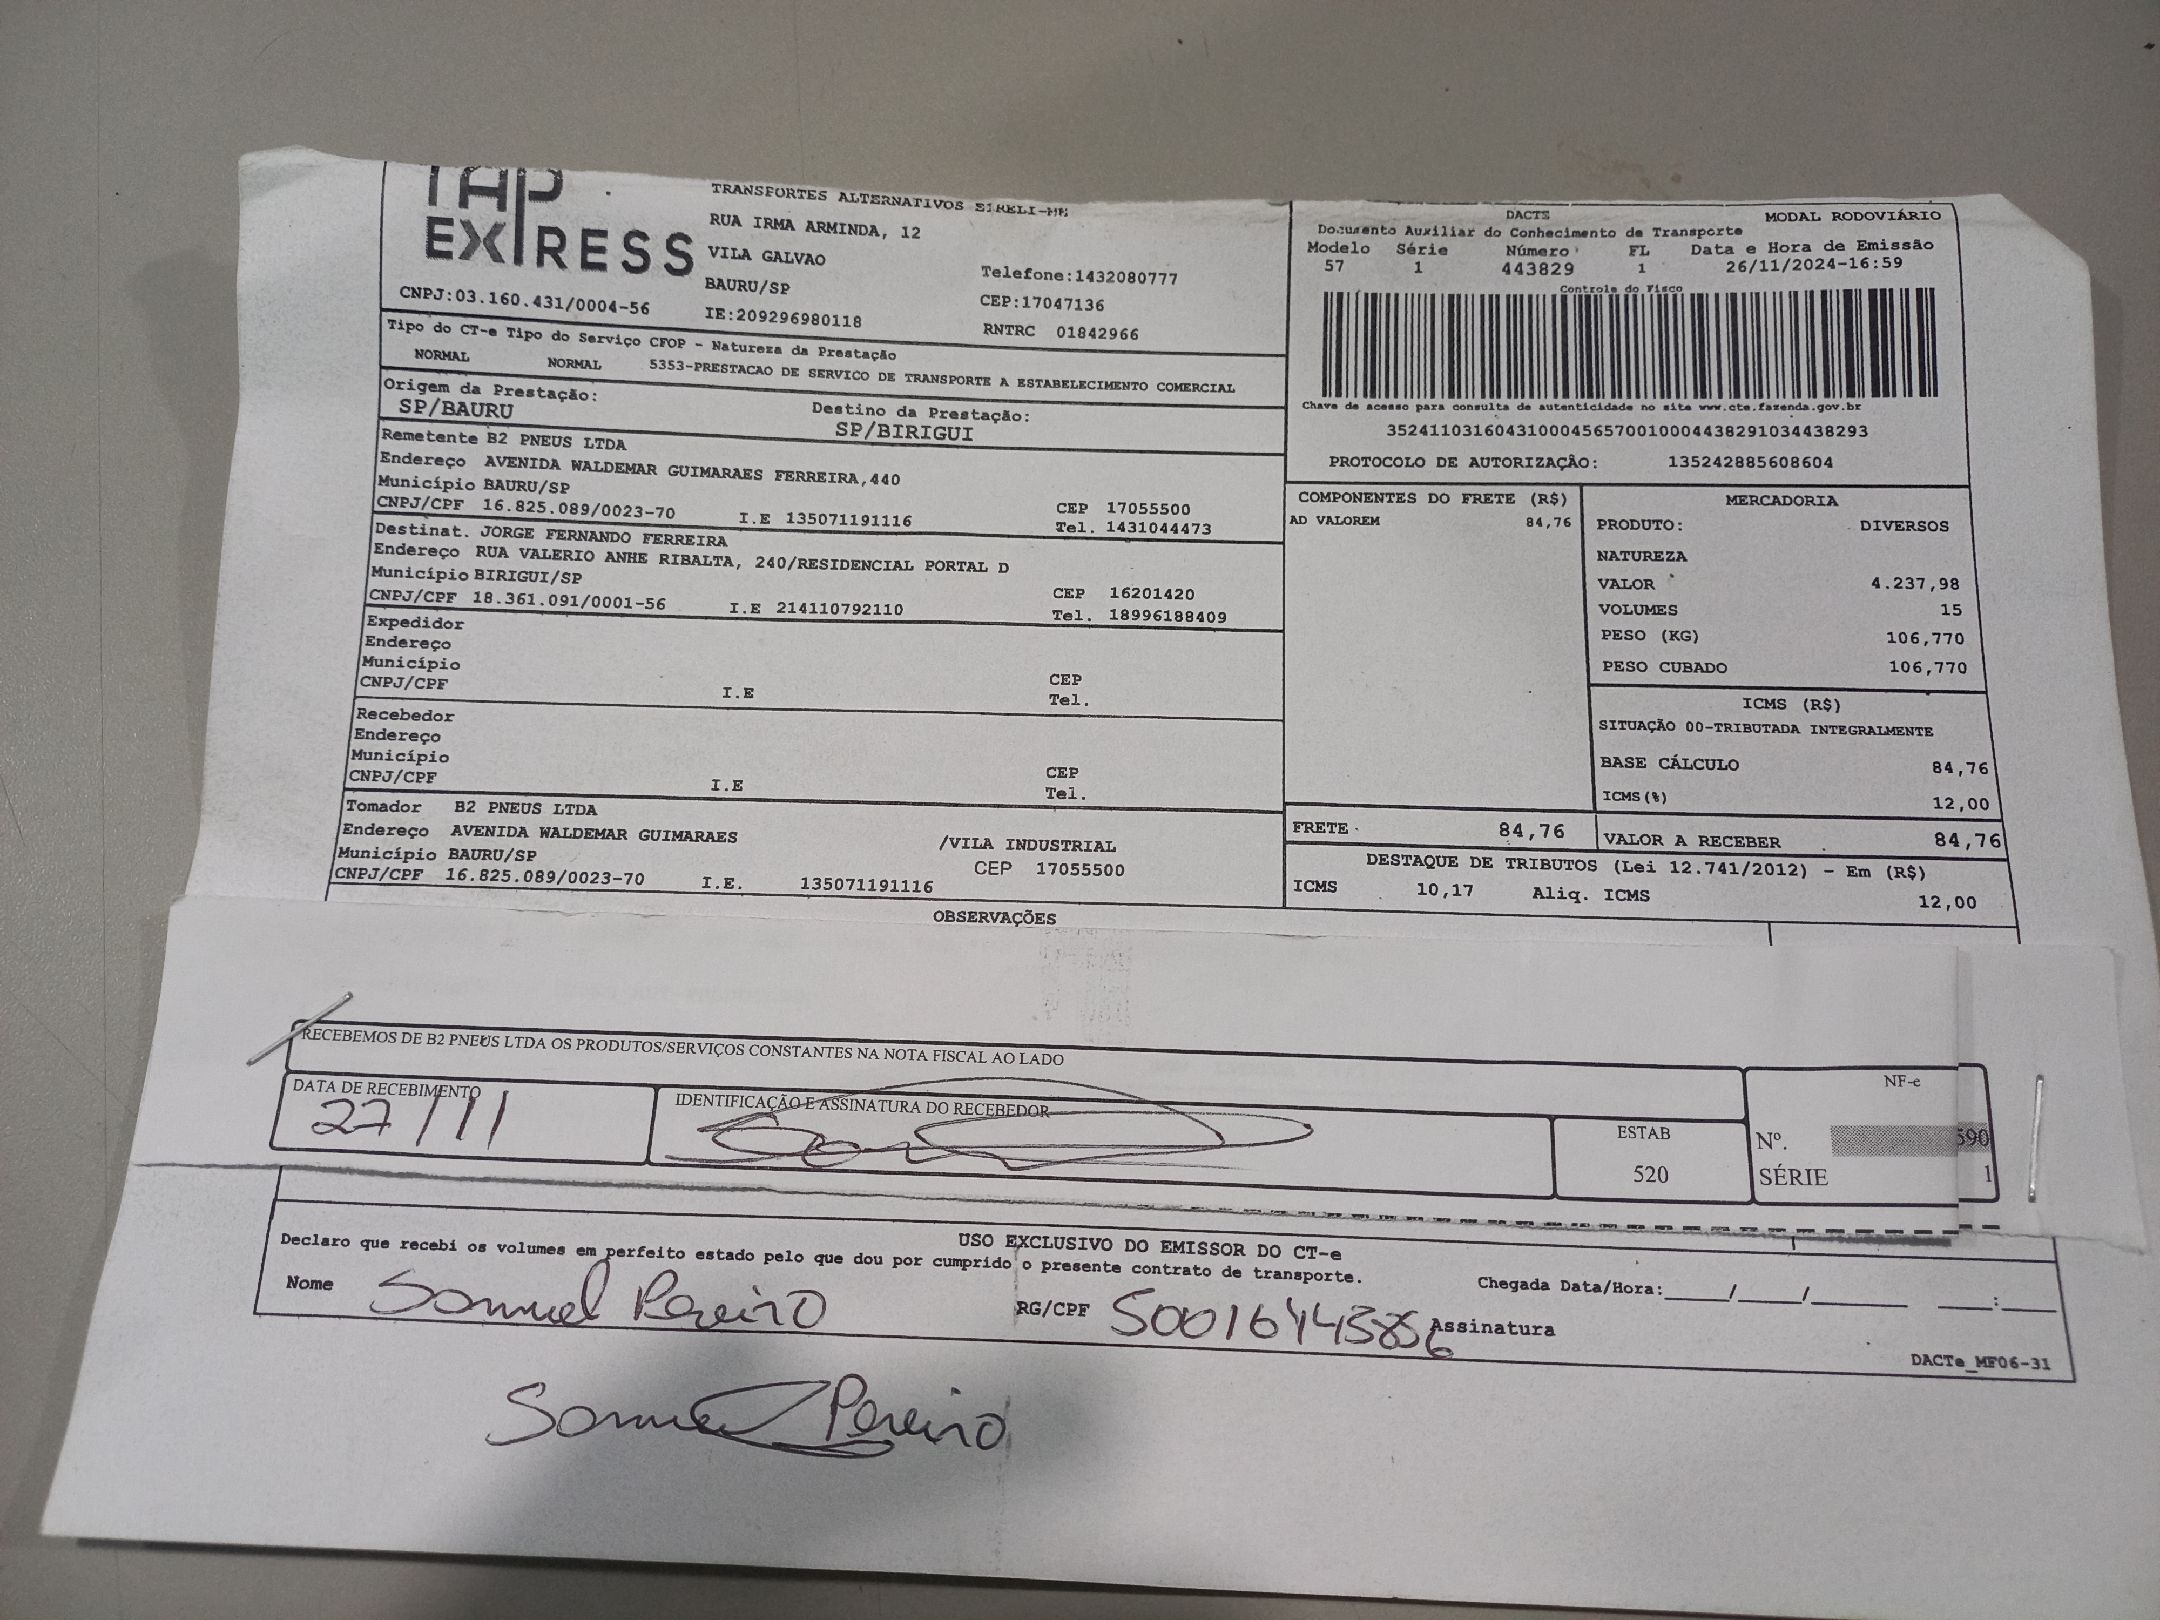 TAP
EXPRESS
CNPJ:03.160.431/0004-56
TRANSPORTES ALTERNATIVOS EIRELI-ME
RUA IRMA ARMINDA, 12
VILA GALVAO
BAURU/SP
IE:209296980118
Telefone:1432080777
CEP:17047136
RNTRC 01842966
DACTE
MODAL RODOVIÁRIO
Documento Auxiliar do Conhecimento de Transporte
Modelo Série Número FL Data e Hora de Emissão
57 1 443829 1 26/11/2024-16:59
Controle do Fisco
Chave de acesso para consulta de autenticidade no site www.cte.fazenda.gov.br
35241103160431000456570010004438291034438293
PROTOCOLO DE AUTORIZAÇÃO: 135242885608604
Tipo do CT-e Tipo do Serviço CFOP - Natureza da Prestação
NORMAL NORMAL 5353-PRESTACAO DE SERVICO DE TRANSPORTE A ESTABELECIMENTO COMERCIAL
Origem da Prestação: Destino da Prestação:
SP/BAURU SP/BIRIGUI
Remetente B2 PNEUS LTDA
Endereço AVENIDA WALDEMAR GUIMARAES FERREIRA,440
Município BAURU/SP CEP 17055500
CNPJ/CPF 16.825.089/0023-70 I.E 135071191116 Tel. 1431044473
Destinat. JORGE FERNANDO FERREIRA
Endereço RUA VALERIO ANHE RIBALTA, 240/RESIDENCIAL PORTAL D
Município BIRIGUI/SP CEP 16201420
CNPJ/CPF 18.361.091/0001-56 I.E 214110792110 Tel. 18996188409
Expedidor
Endereço
Município CEP
CNPJ/CPF I.E Tel.
Recebedor
Endereço
Município CEP
CNPJ/CPF I.E Tel.
Tomador B2 PNEUS LTDA
Endereço AVENIDA WALDEMAR GUIMARAES /VILA INDUSTRIAL
Município BAURU/SP CEP 17055500
CNPJ/CPF 16.825.089/0023-70 I.E. 135071191116
COMPONENTES DO FRETE (R$)
AD VALOREM 84,76
MERCADORIA
PRODUTO: DIVERSOS
NATUREZA
VALOR 4.237,98
VOLUMES 15
PESO (KG) 106,770
PESO CUBADO 106,770
ICMS (R$)
SITUAÇÃO 00-TRIBUTADA INTEGRALMENTE
BASE CÁLCULO 84,76
ICMS(%) 12,00
FRETE 84,76 VALOR A RECEBER 84,76
DESTAQUE DE TRIBUTOS (Lei 12.741/2012) - Em (R$)
ICMS 10,17 Aliq. ICMS 12,00
OBSERVAÇÕES
RECEBEMOS DE B2 PNEUS LTDA OS PRODUTOS/SERVIÇOS CONSTANTES NA NOTA FISCAL AO LADO
DATA DE RECEBIMENTO IDENTIFICAÇÃO E ASSINATURA DO RECEBEDOR
27/11
ESTAB
520
NF-e
Nº. 590
SÉRIE 1
USO EXCLUSIVO DO EMISSOR DO CT-e
Declaro que recebi os volumes em perfeito estado pelo que dou por cumprido o presente contrato de transporte.
Chegada Data/Hora:____/____/______ ____:____
Nome Samuel Pereira RG/CPF Assinatura
DACTe_MF06-31
Samuel Pereira